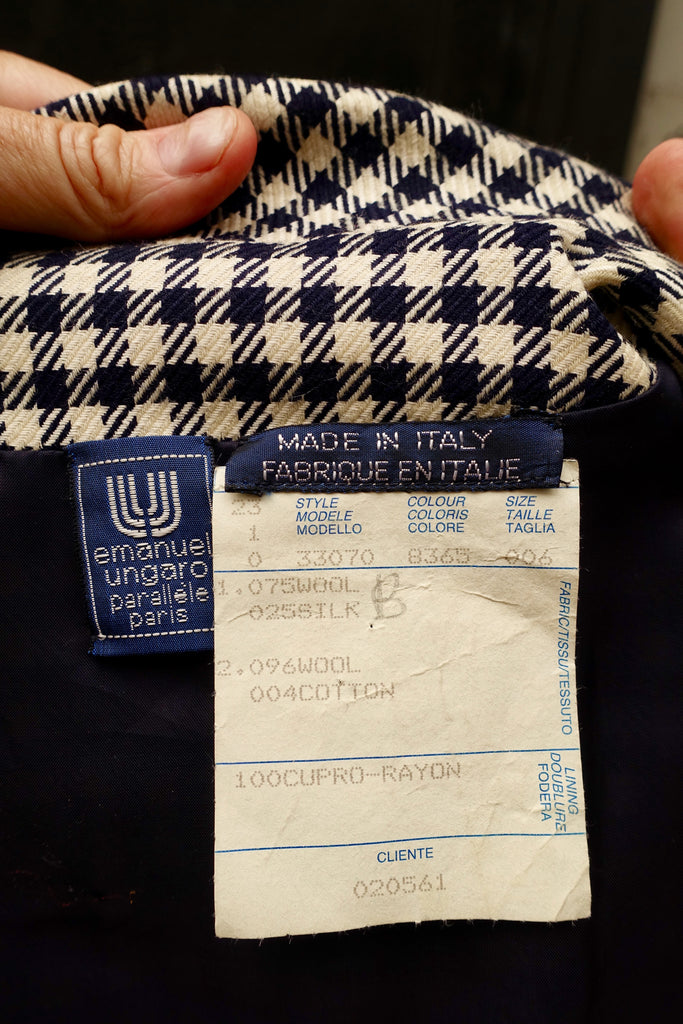 MADE IN ITALY
FABRIQUE EN ITALIE
emanuel
ungaro
parallèle
paris
23 STYLE COLOUR SIZE
MODELE COLORIS TAILLE
1 MODELLO COLORE TAGLIA
0 33070 8365 006
1.075WOOL B
025SILK
2.096WOOL
004COTTON
FABRIC/TISSU/TESSUTO
100CUPRO-RAYON
LINING
DOUBLURE
FODERA
CLIENTE
020561